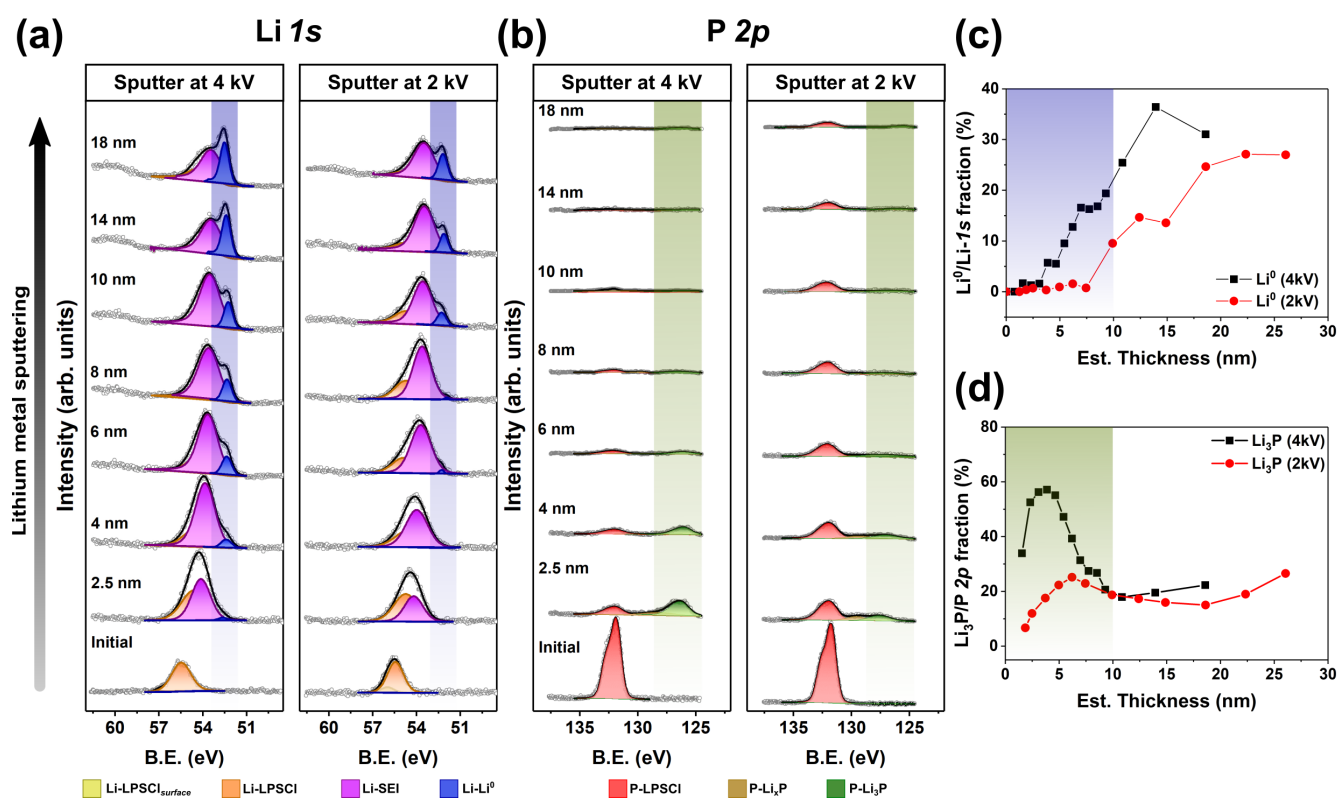 (a)
Li 1s
Sputter at 4 kV
Sputter at 2 kV
Lithium metal sputtering
Intensity (arb. units)
18 nm
14 nm
10 nm
8 nm
6 nm
4 nm
2.5 nm
Initial
60 57 54 51
60 57 54 51
B.E. (eV)
B.E. (eV)
Li-LPSCl surface
Li-LPSCl
Li-SEI
Li-Li⁰
(b)
P 2p
Sputter at 4 kV
Sputter at 2 kV
Intensity (arb. units)
18 nm
14 nm
10 nm
8 nm
6 nm
4 nm
2.5 nm
Initial
135 130 125
135 130 125
B.E. (eV)
B.E. (eV)
P-LPSCl
P-LiₓP
P-Li₃P
(c)
Li⁰/Li-1s fraction (%)
40
30
20
10
0
Li⁰ (4kV)
Li⁰ (2kV)
0 5 10 15 20 25 30
Est. Thickness (nm)
(d)
Li₃P/P 2p fraction (%)
80
60
40
20
0
Li₃P (4kV)
Li₃P (2kV)
0 5 10 15 20 25 30
Est. Thickness (nm)